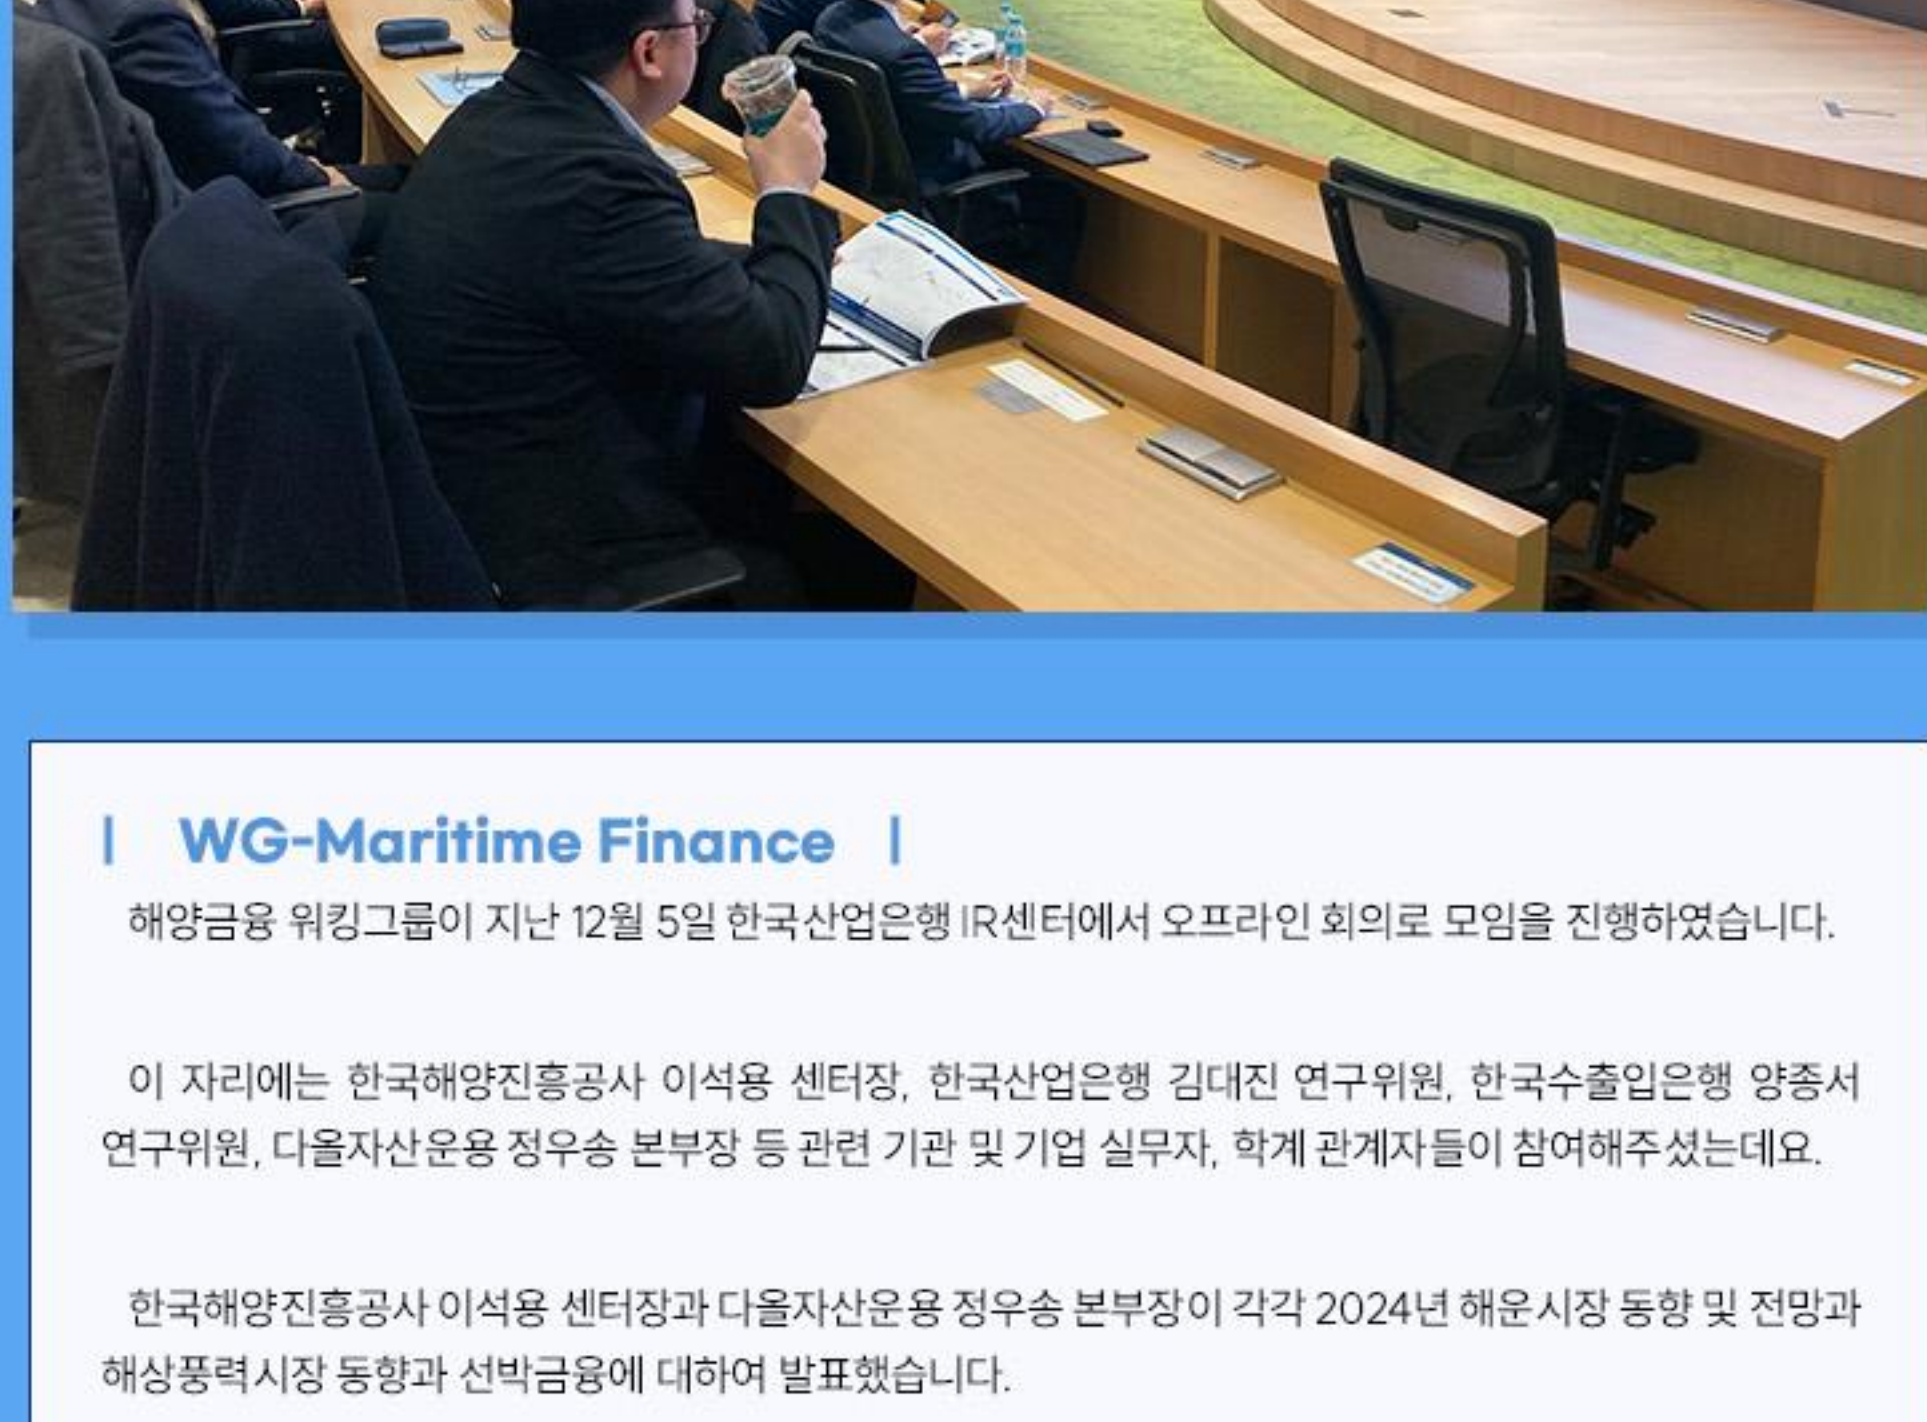 | WG-Maritime Finance |
해양금융 워킹그룹이 지난 12월 5일 한국산업은행 IR센터에서 오프라인 회의로 모임을 진행하였습니다.
이 자리에는 한국해양진흥공사 이석용 센터장, 한국산업은행 김대진 연구위원, 한국수출입은행 양종서
연구위원, 다올자산운용 정우송 본부장 등 관련 기관 및 기업 실무자, 학계 관계자들이 참여해주셨는데요.
한국해양진흥공사 이석용 센터장과 다올자산운용 정우송 본부장이 각각 2024년 해운시장 동향 및 전망과
해상풍력시장 동향과 선박금융에 대하여 발표했습니다.